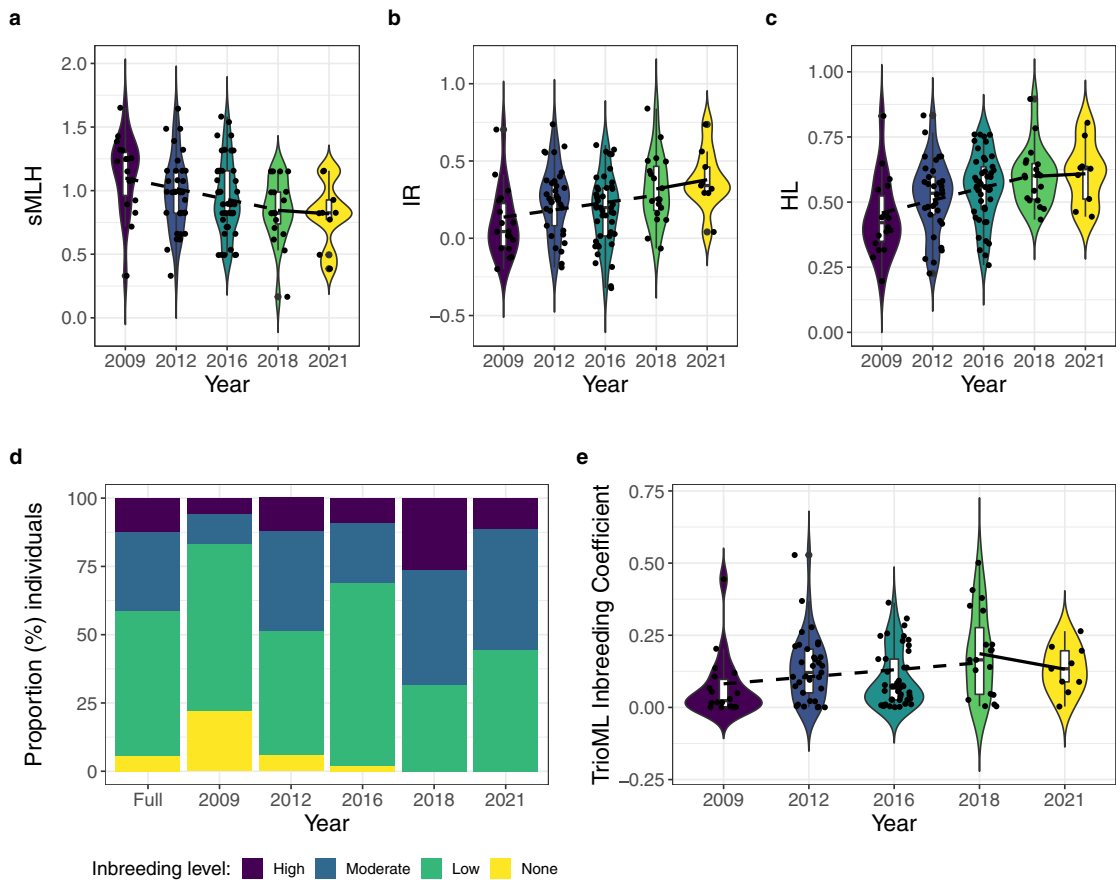 a
2.0
1.5
1.0
0.5
0.0
sMLH
2009 2012 2016 2018 2021
Year
b
1.0
0.5
0.0
−0.5
IR
2009 2012 2016 2018 2021
Year
c
1.00
0.75
0.50
0.25
0.00
HL
2009 2012 2016 2018 2021
Year
d
100
75
50
25
0
Proportion (%) individuals
Full 2009 2012 2016 2018 2021
Year
Inbreeding level: High Moderate Low None
e
0.75
0.50
0.25
0.00
−0.25
TrioML Inbreeding Coefficient
2009 2012 2016 2018 2021
Year